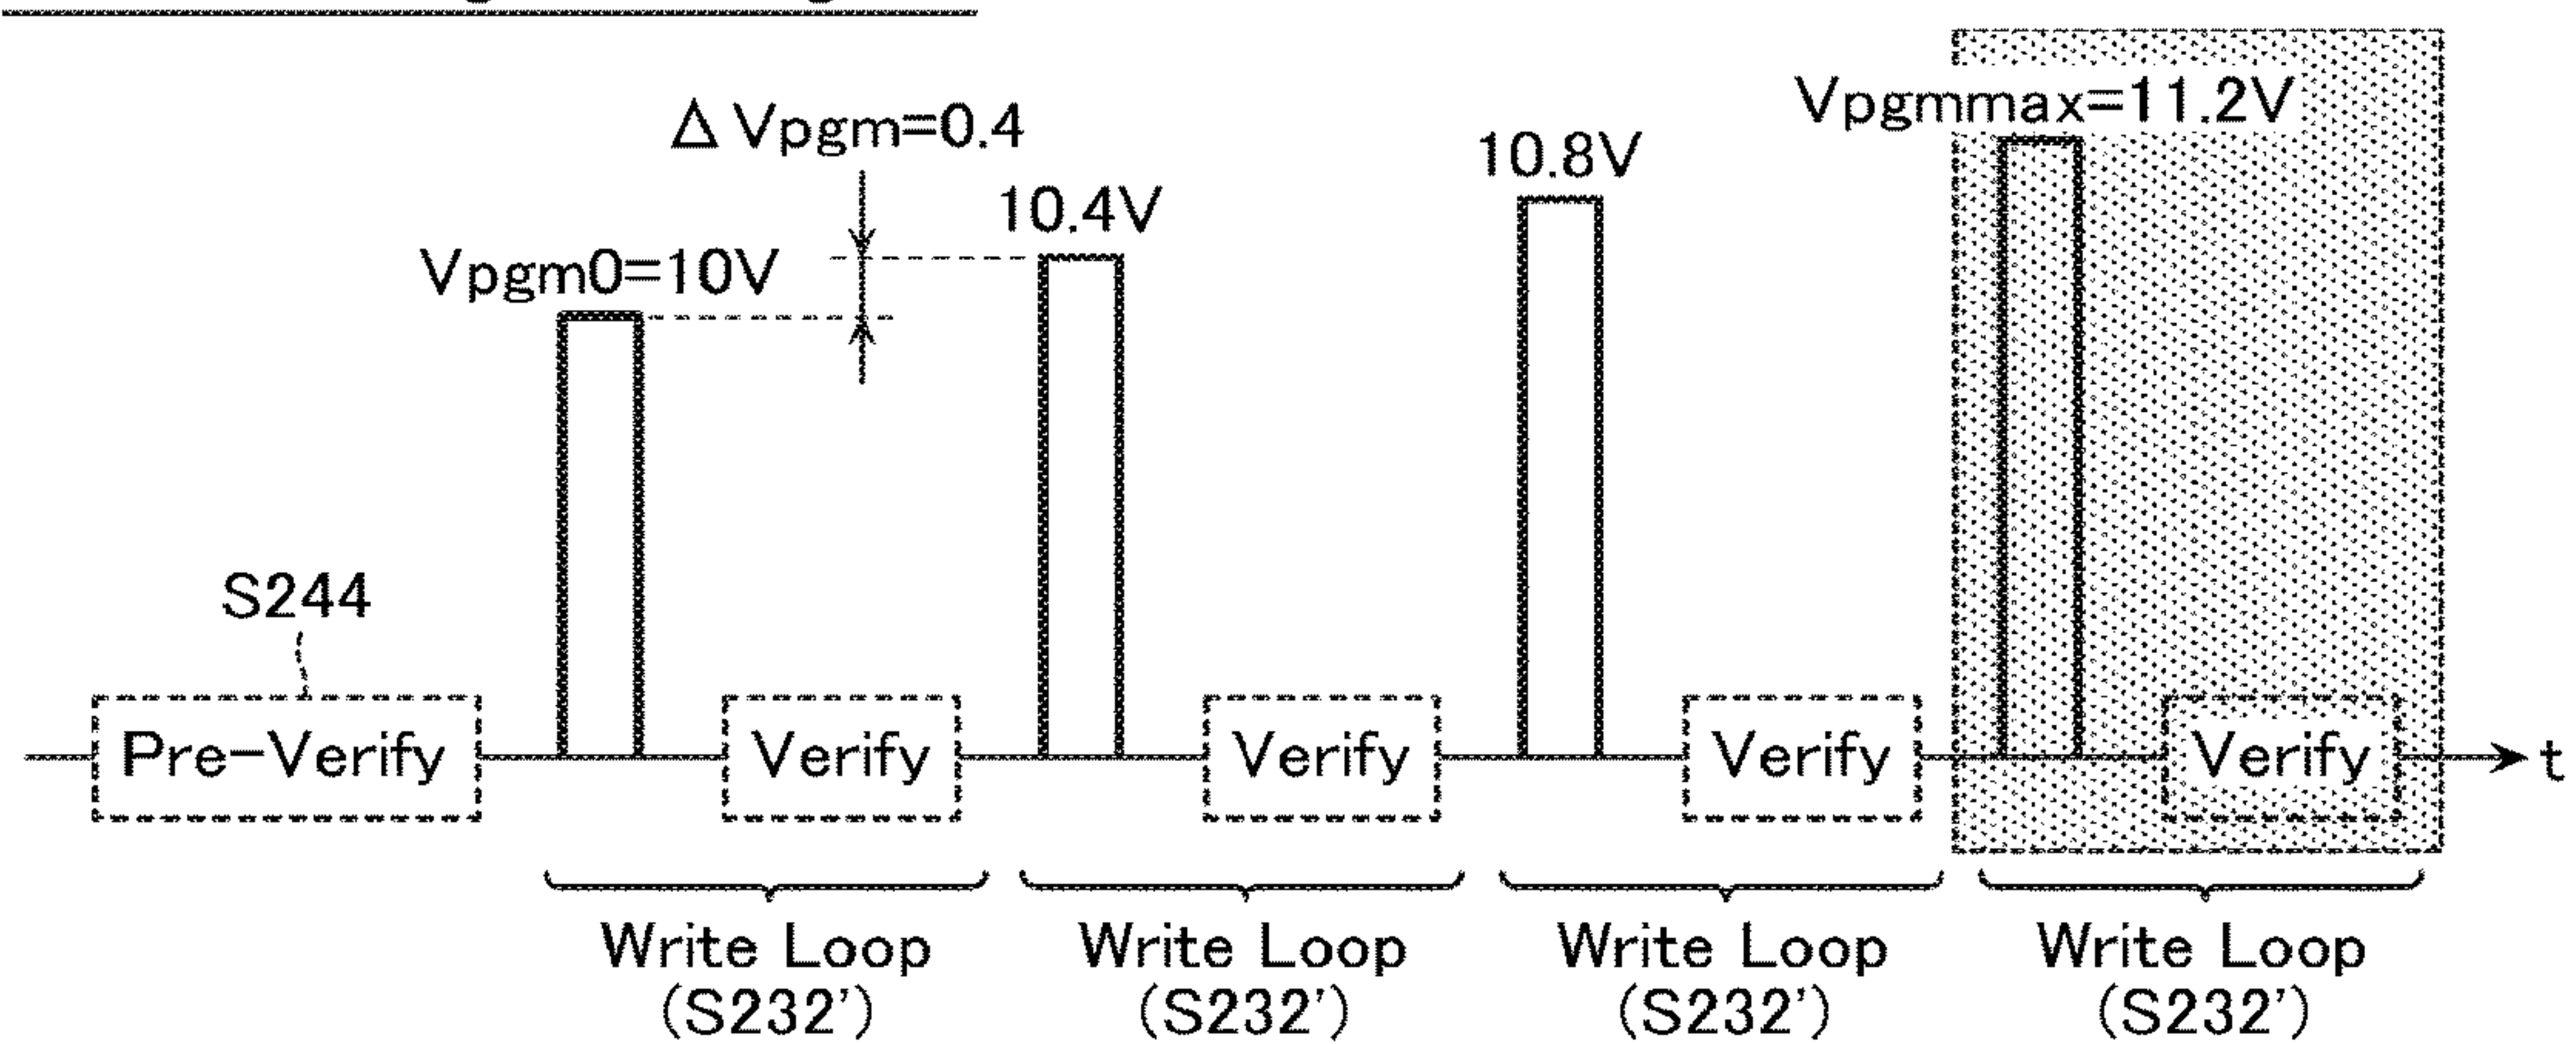 Δ Vpgm=0.4
Vpgm0=10V
10.4V
10.8V
Vpgmmax=11.2V
S244
Pre-Verify
Verify
Verify
Verify
Verify
t
Write Loop
(S232')
Write Loop
(S232')
Write Loop
(S232')
Write Loop
(S232')